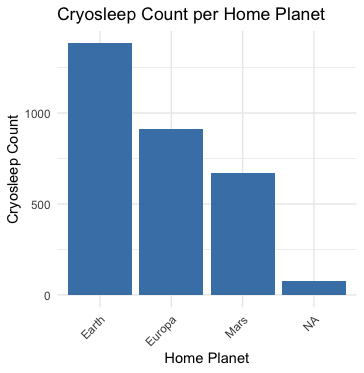 Cryosleep Count per Home Planet
Cryosleep Count
1000
500
0
Earth
Europa
Mars
NA
Home Planet